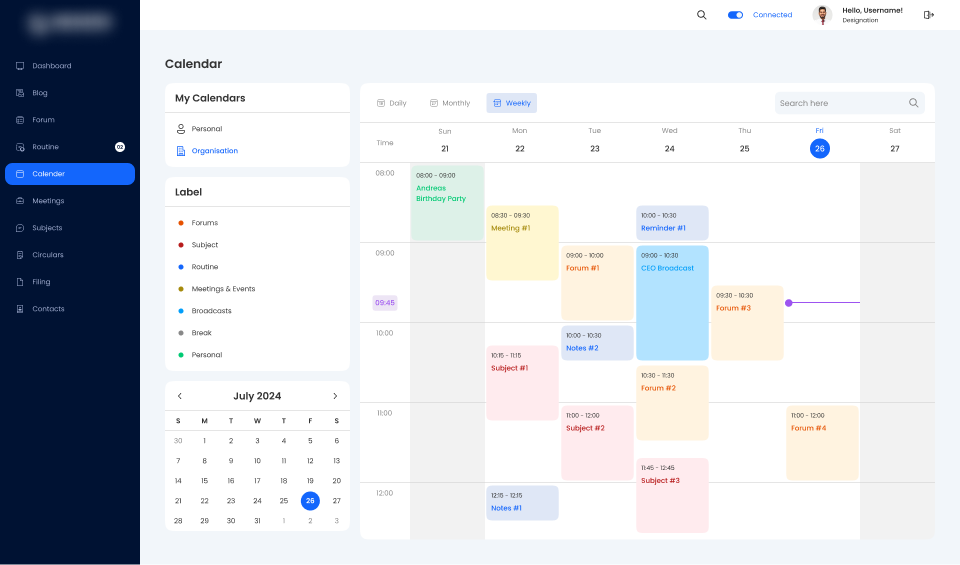 Connected
Hello, Username!
Designation
Dashboard
Blog
Forum
Routine
02
Calender
Meetings
Subjects
Circulars
Filing
Contacts
Calendar
My Calendars
Personal
Organisation
Label
Forums
Subject
Routine
Meetings & Events
Broadcasts
Break
Personal
July 2024
S M T W T F S
30 1 2 3 4 5 6
7 8 9 10 11 12 13
14 15 16 17 18 19 20
21 22 23 24 25 26 27
28 29 30 31 1 2 3
Daily
Monthly
Weekly
Search here
Time
Sun Mon Tue Wed Thu Fri Sat
21 22 23 24 25 26 27
08:00
08:00 - 09:00
Andreas
Birthday Party
08:30 - 09:30
Meeting #1
10:00 - 10:30
Reminder #1
09:00
09:00 - 10:00
Forum #1
09:00 - 10:30
CEO Broadcast
09:30 - 10:30
Forum #3
09:45
10:00
10:00 - 10:30
Notes #2
10:15 - 11:15
Subject #1
10:30 - 11:30
Forum #2
11:00
11:00 - 12:00
Subject #2
11:00 - 12:00
Forum #4
11:45 - 12:45
Subject #3
12:00
12:15 - 12:15
Notes #1